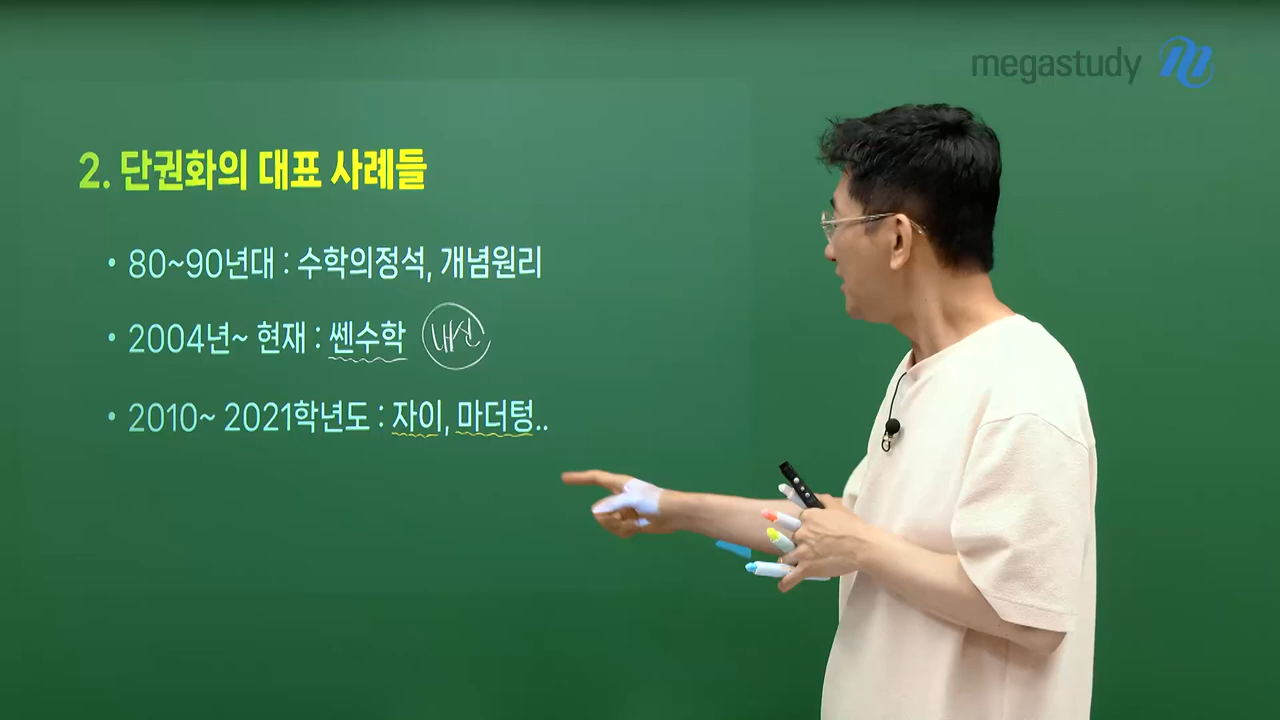 megastudy
2. 단권화의 대표 사례들
• 80~90년대 : 수학의정석, 개념원리
• 2004년~ 현재 : 쎈수학 내신
• 2010~ 2021학년도 : 자이, 마더텅..